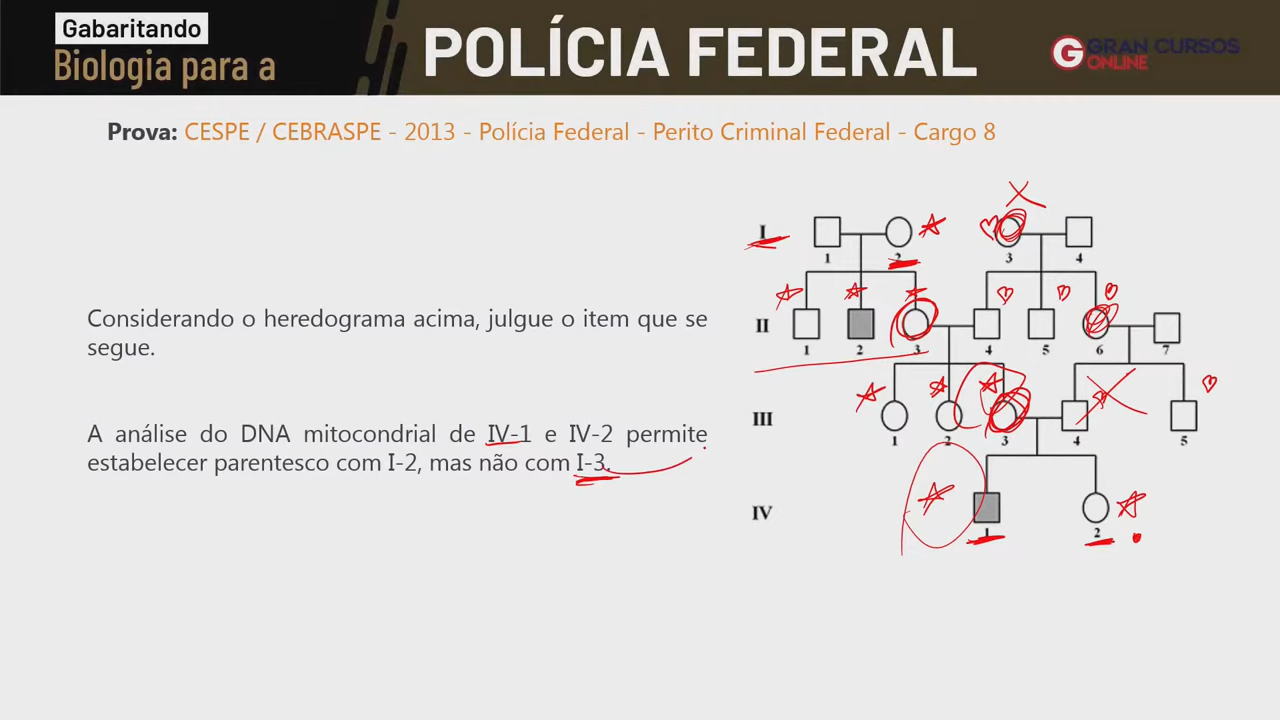 Gabaritando
Biologia para a
POLÍCIA FEDERAL
GRAN CURSOS
ONLINE
Prova: CESPE / CEBRASPE - 2013 - Polícia Federal - Perito Criminal Federal - Cargo 8
Considerando o heredograma acima, julgue o item que se
segue.
A análise do DNA mitocondrial de IV-1 e IV-2 permite
estabelecer parentesco com I-2, mas não com I-3.
I
1 2 3 4
II
1 2 3 4 5 6 7
III
1 2 3 4 5
IV
1 2